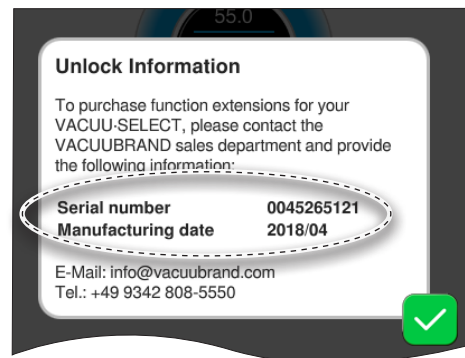 55.0
Unlock Information
To purchase function extensions for your
VACUU·SELECT, please contact the
VACUUBRAND sales department and provide
the following information:
Serial number 0045265121
Manufacturing date 2018/04
E-Mail: info@vacuubrand.com
Tel.: +49 9342 808-5550